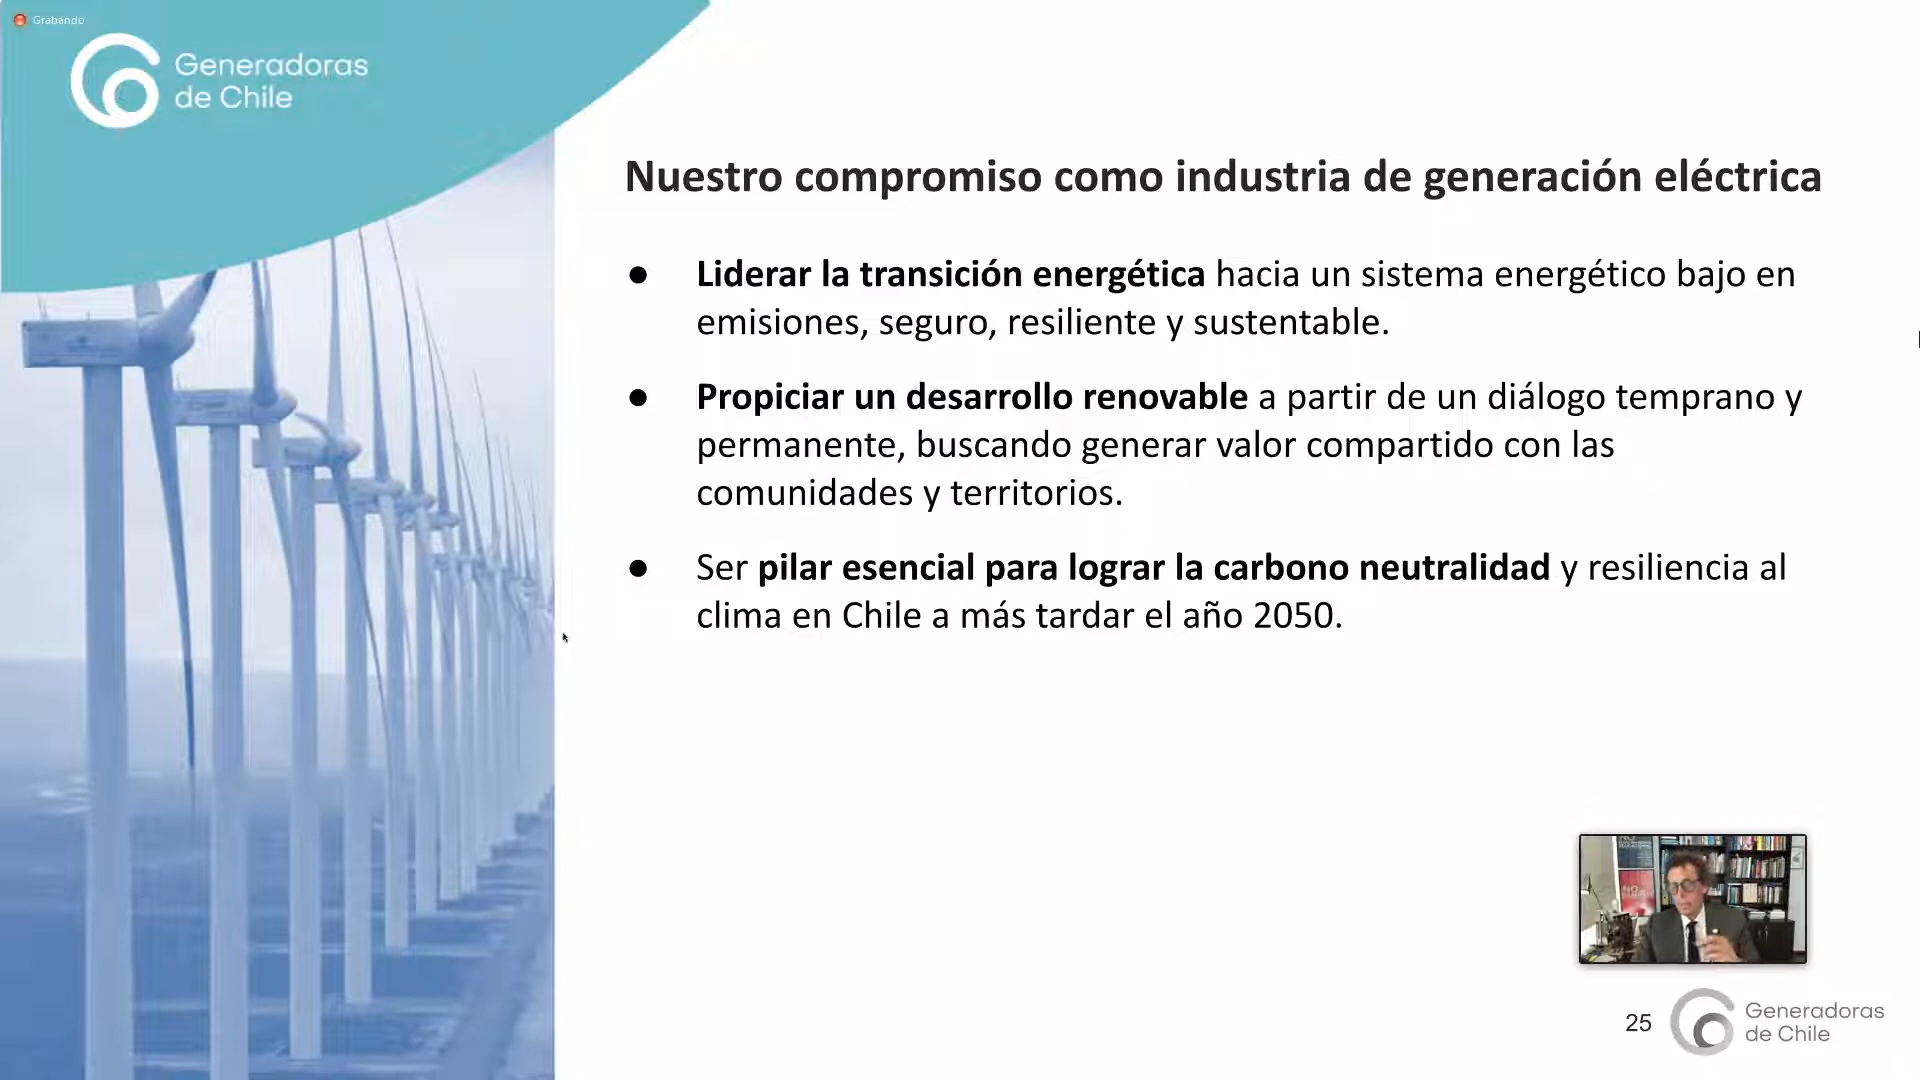 Grabando
Generadoras
de Chile
Nuestro compromiso como industria de generación eléctrica
● Liderar la transición energética hacia un sistema energético bajo en
emisiones, seguro, resiliente y sustentable.
● Propiciar un desarrollo renovable a partir de un diálogo temprano y
permanente, buscando generar valor compartido con las
comunidades y territorios.
● Ser pilar esencial para lograr la carbono neutralidad y resiliencia al
clima en Chile a más tardar el año 2050.
25
Generadoras
de Chile